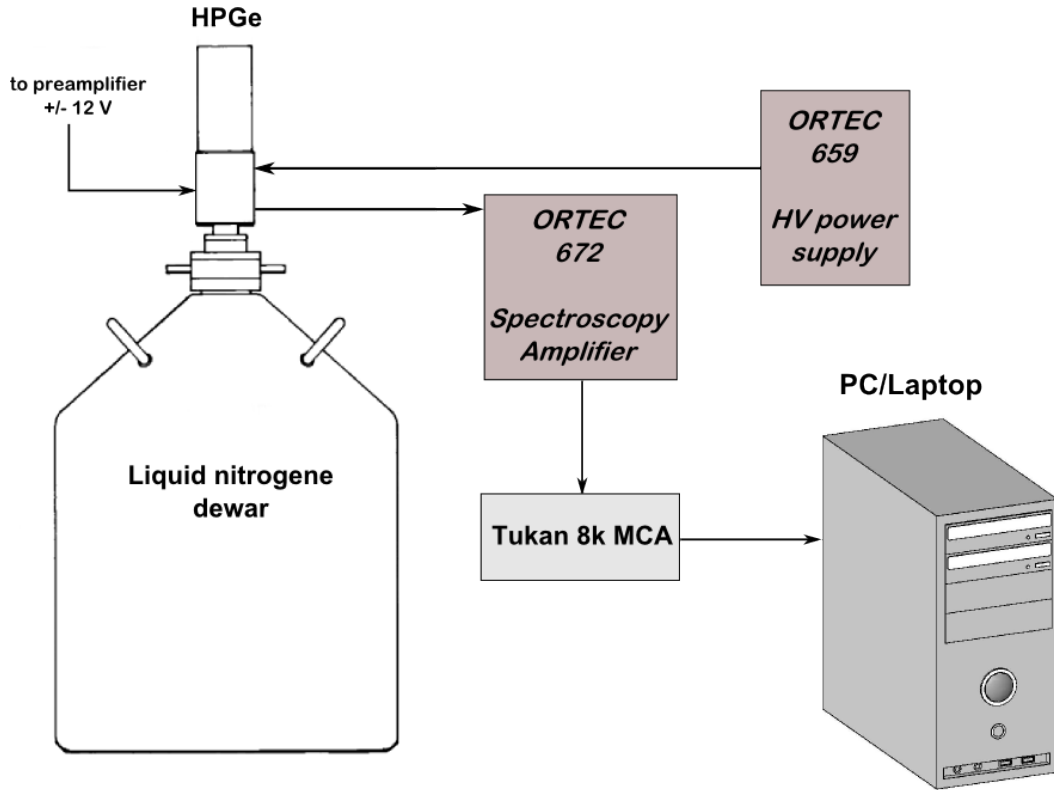 HPGe
to preamplifier
+/- 12 V
ORTEC
659
HV power
supply
ORTEC
672
Spectroscopy
Amplifier
PC/Laptop
Liquid nitrogene
dewar
Tukan 8k MCA